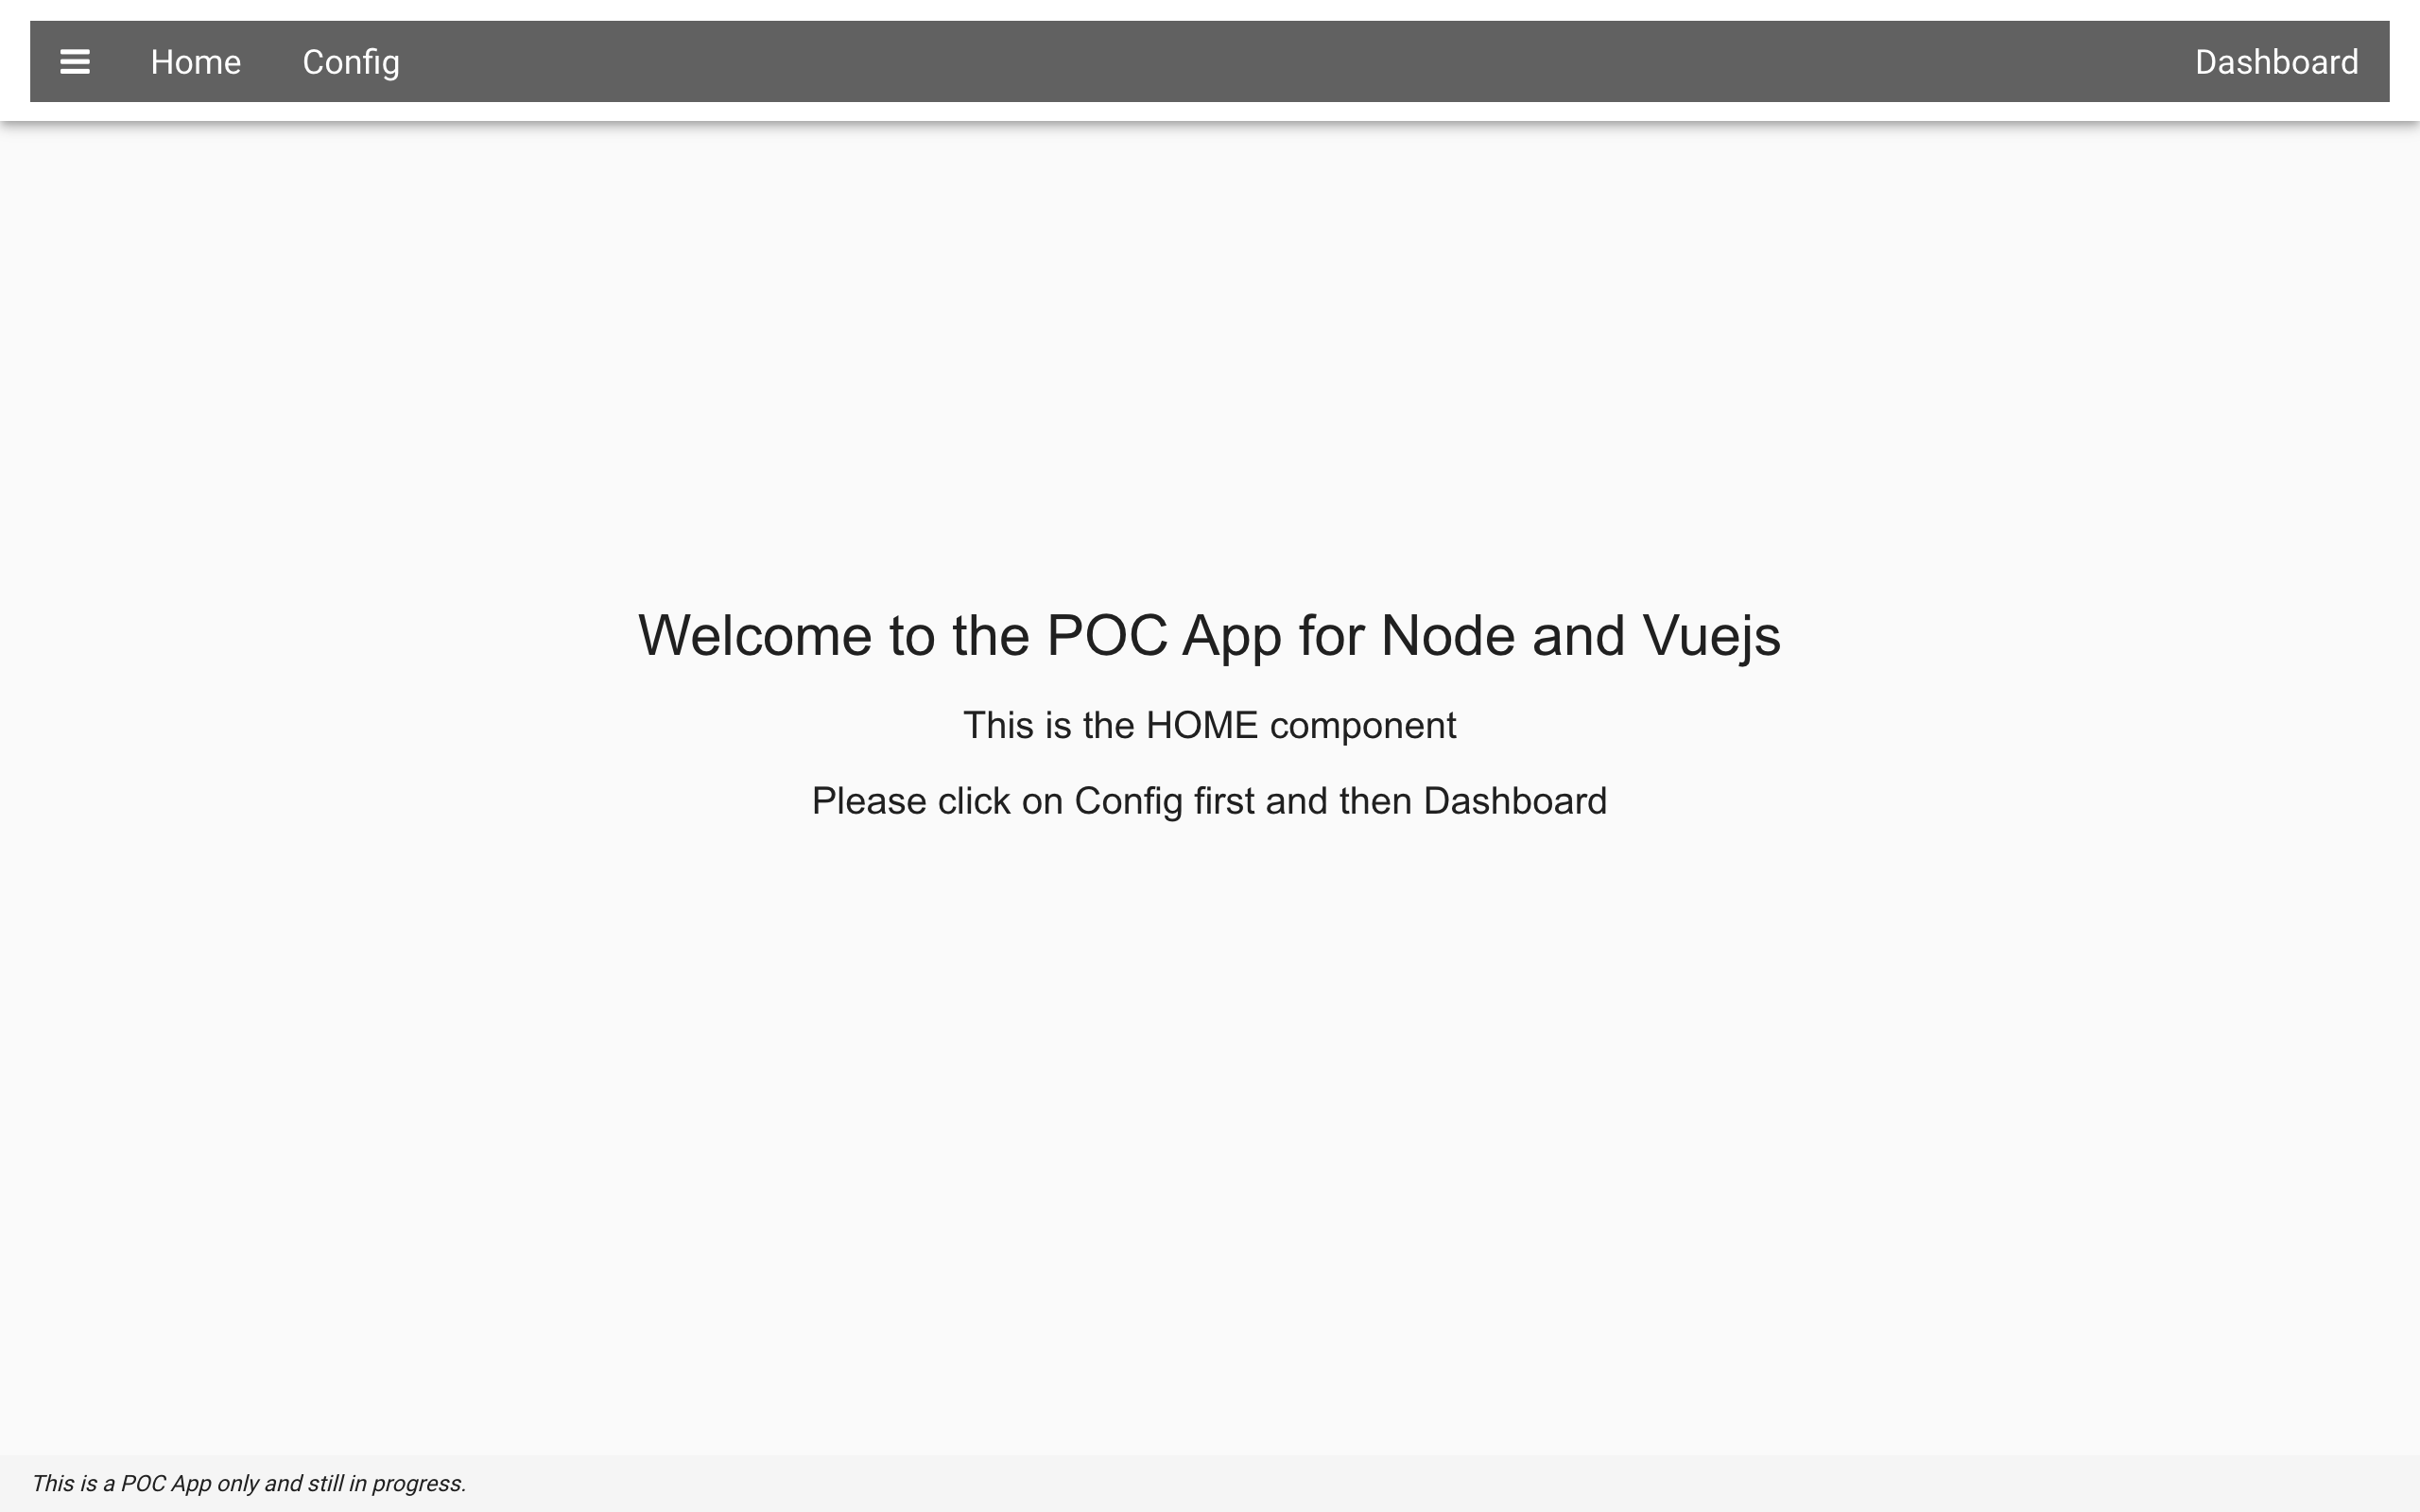 Home
Config
Dashboard
Welcome to the POC App for Node and Vuejs
This is the HOME component
Please click on Config first and then Dashboard
This is a POC App only and still in progress.